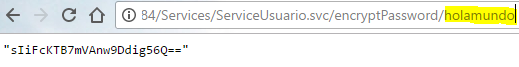 84/Services/ServiceUsuario.svc/encryptPassword/holamundo
"sIiFcKTB7mVAnw9Ddig56Q=="